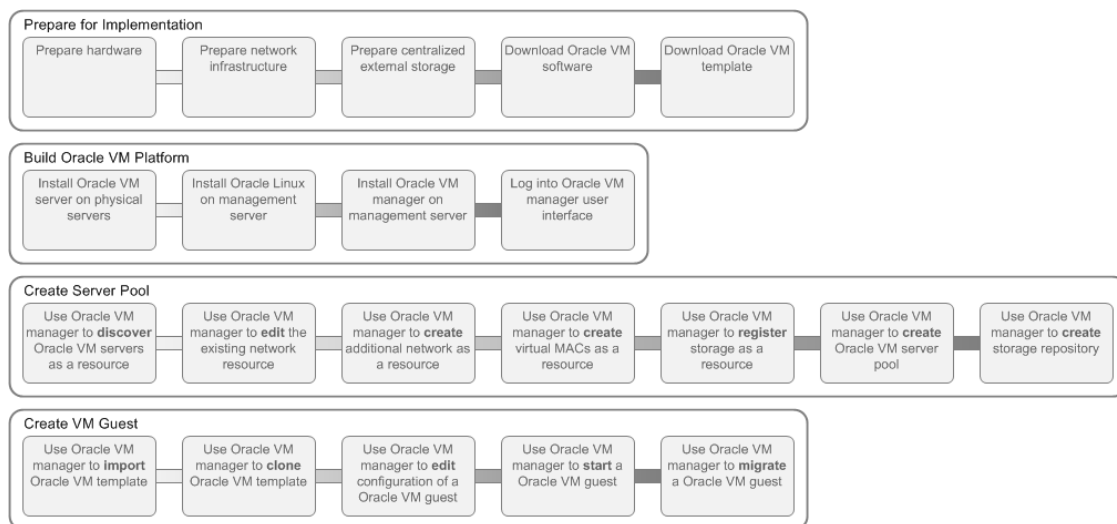 Prepare for Implementation
Prepare hardware
Prepare network
infrastructure
Prepare centralized
external storage
Download Oracle VM
software
Download Oracle VM
template
Build Oracle VM Platform
Install Oracle VM
server on physical
servers
Install Oracle Linux
on management
server
Install Oracle VM
manager on
management server
Log into Oracle VM
manager user
interface
Create Server Pool
Use Oracle VM
manager to discover
Oracle VM servers
as a resource
Use Oracle VM
manager to edit the
existing network
resource
Use Oracle VM
manager to create
additional network as
a resource
Use Oracle VM
manager to create
virtual MACs as a
resource
Use Oracle VM
manager to register
storage as a
resource
Use Oracle VM
manager to create
Oracle VM server
pool
Use Oracle VM
manager to create
storage repository
Create VM Guest
Use Oracle VM
manager to import
Oracle VM template
Use Oracle VM
manager to clone
Oracle VM template
Use Oracle VM
manager to edit
configuration of a
Oracle VM guest
Use Oracle VM
manager to start a
Oracle VM guest
Use Oracle VM
manager to migrate
a Oracle VM guest